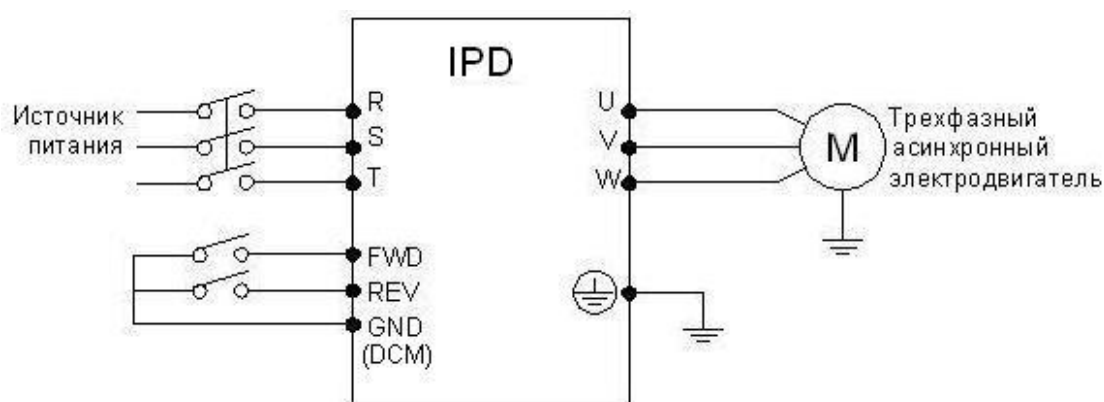 IPD
Источник
питания
R
S
T
FWD
REV
GND
(DCM)
U
V
W
M
Трехфазный
асинхронный
электродвигатель